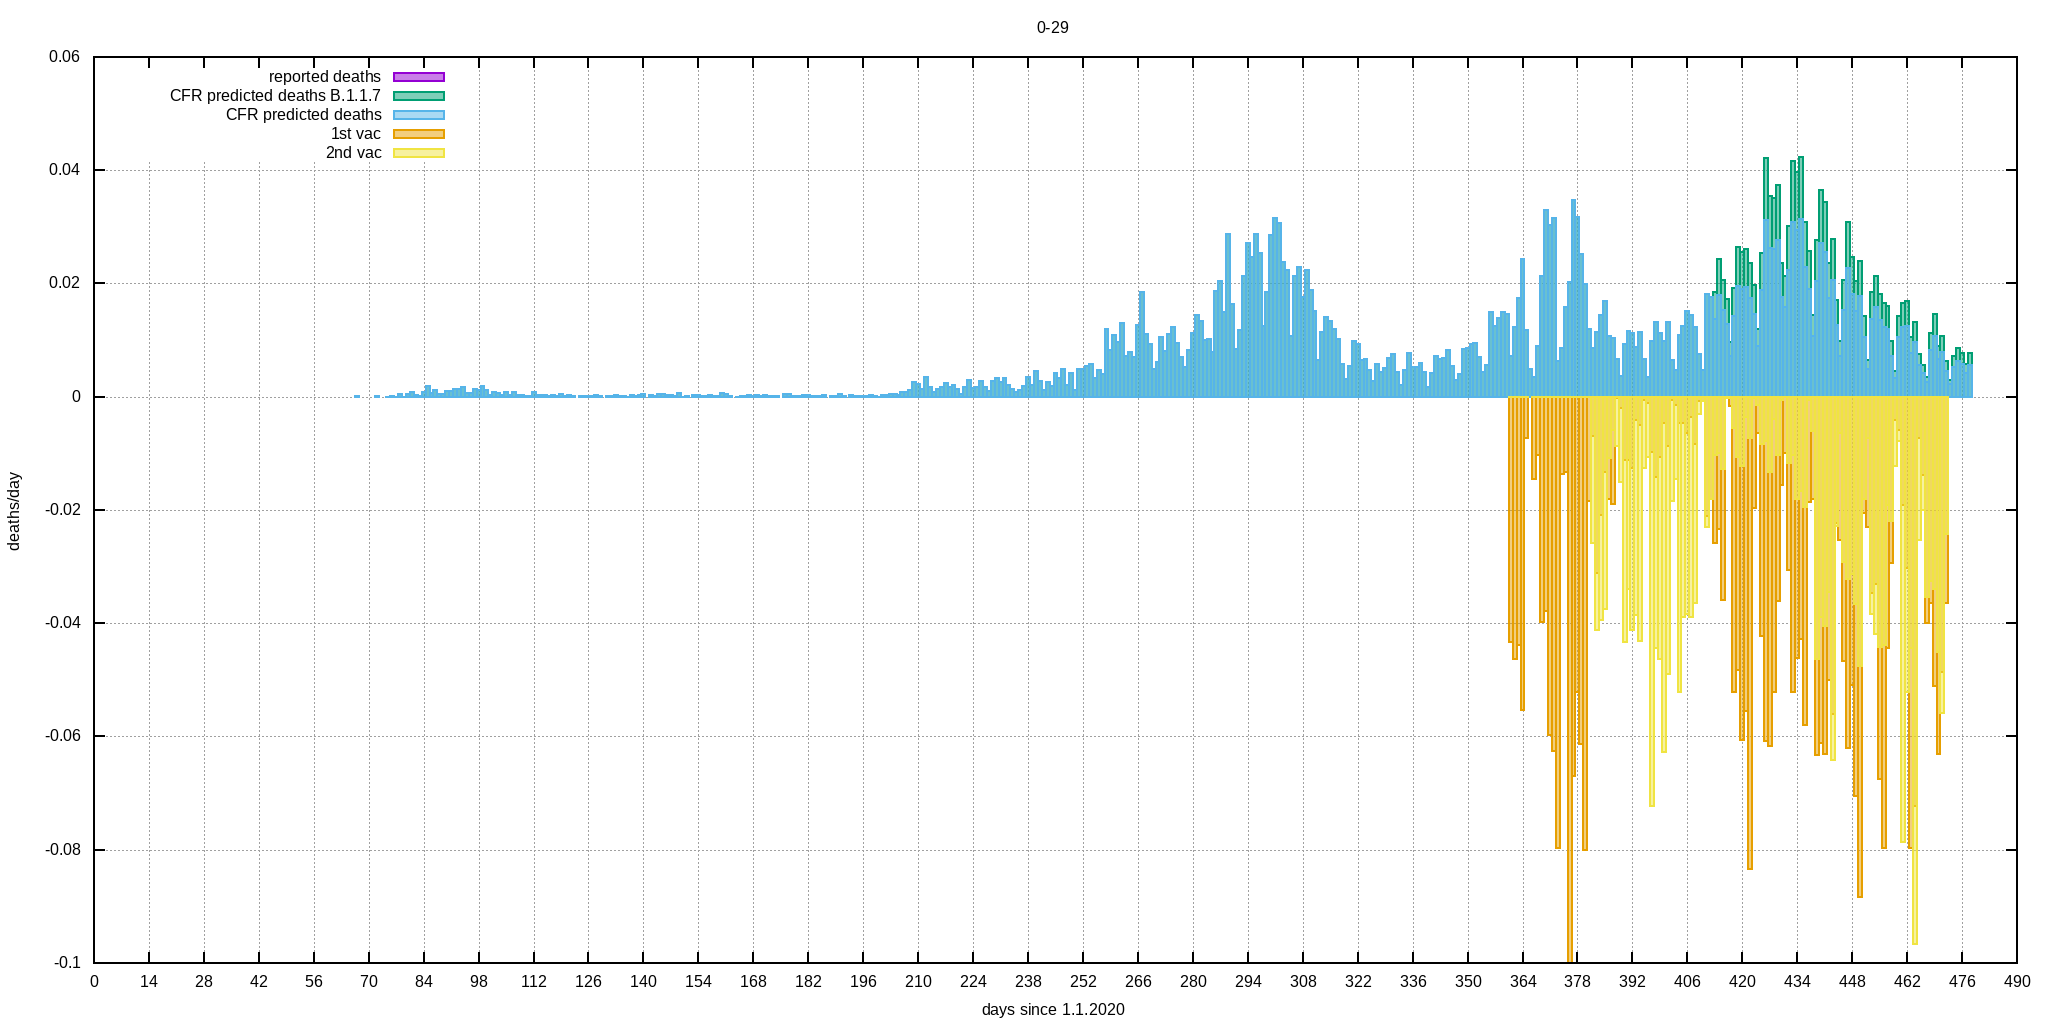 0-29
0.06
0.04
0.02
0
-0.02
-0.04
-0.06
-0.08
-0.1
deaths/day
reported deaths
CFR predicted deaths B.1.1.7
CFR predicted deaths
1st vac
2nd vac
0 14 28 42 56 70 84 98 112 126 140 154 168 182 196 210 224 238 252 266 280 294 308 322 336 350 364 378 392 406 420 434 448 462 476 490
days since 1.1.2020